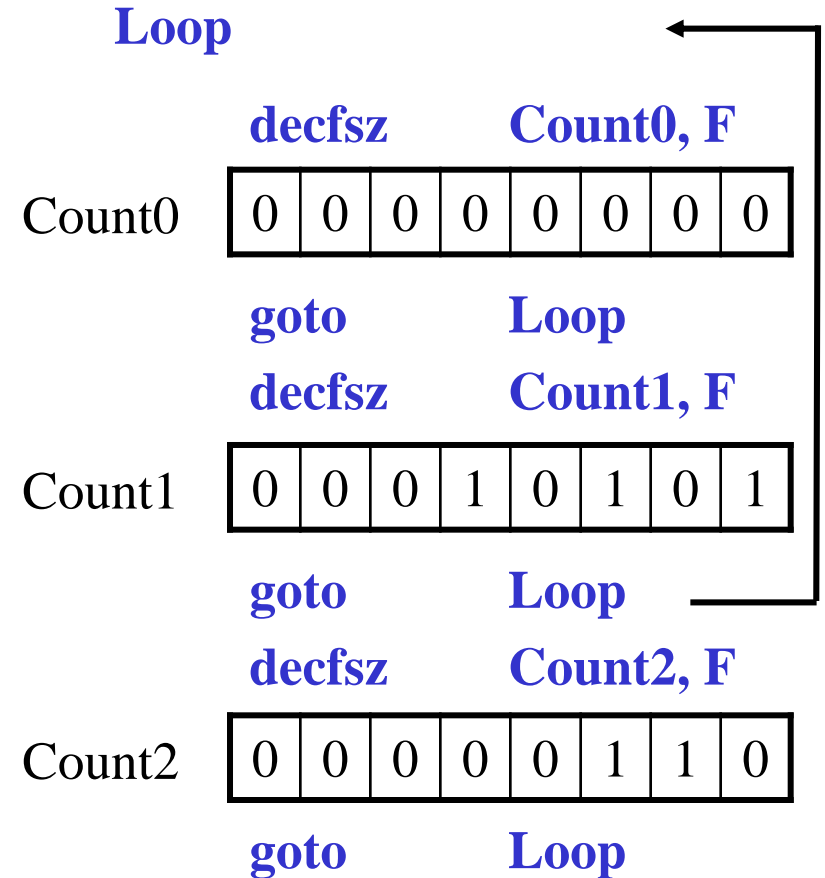 Loop
decfsz Count0, F
Count0 0 0 0 0 0 0 0 0
goto Loop
decfsz Count1, F
Count1 0 0 0 1 0 1 0 1
goto Loop
decfsz Count2, F
Count2 0 0 0 0 0 1 1 0
goto Loop